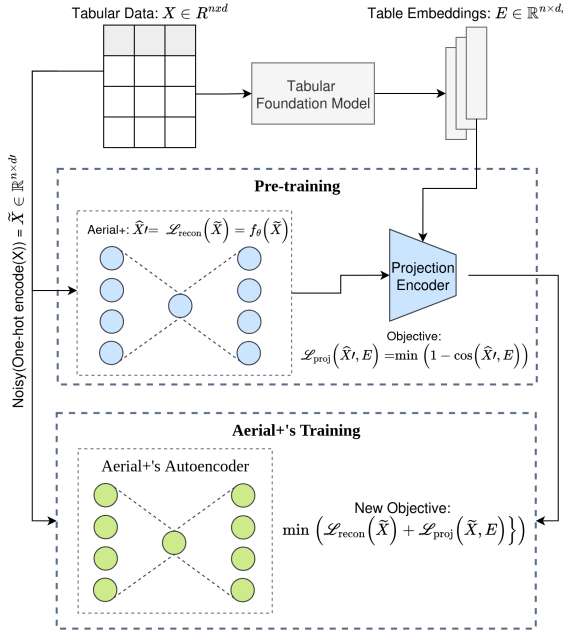 Tabular Data: X ∈ R^{nxd}
Table Embeddings: E ∈ ℝ^{n×d_e}
Tabular
Foundation Model
Noisy(One-hot encode(X)) = X̃ ∈ ℝ^{n×d′}
Pre-training
Aerial+: X̂′= ℒ_recon(X̃) = f_θ(X̃)
Projection
Encoder
Objective:
ℒ_proj(X̂′, E) =min (1 − cos(X̂′, E))
Aerial+'s Training
Aerial+'s Autoencoder
New Objective:
min (ℒ_recon(X̃) + ℒ_proj(X̃, E)})